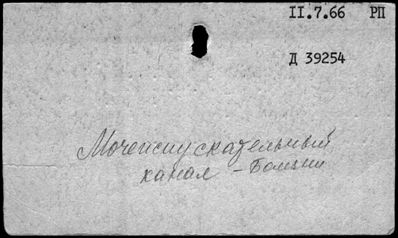 II.7.66 РП
Д 39254
Мочеиспускательный
канал - Болезни